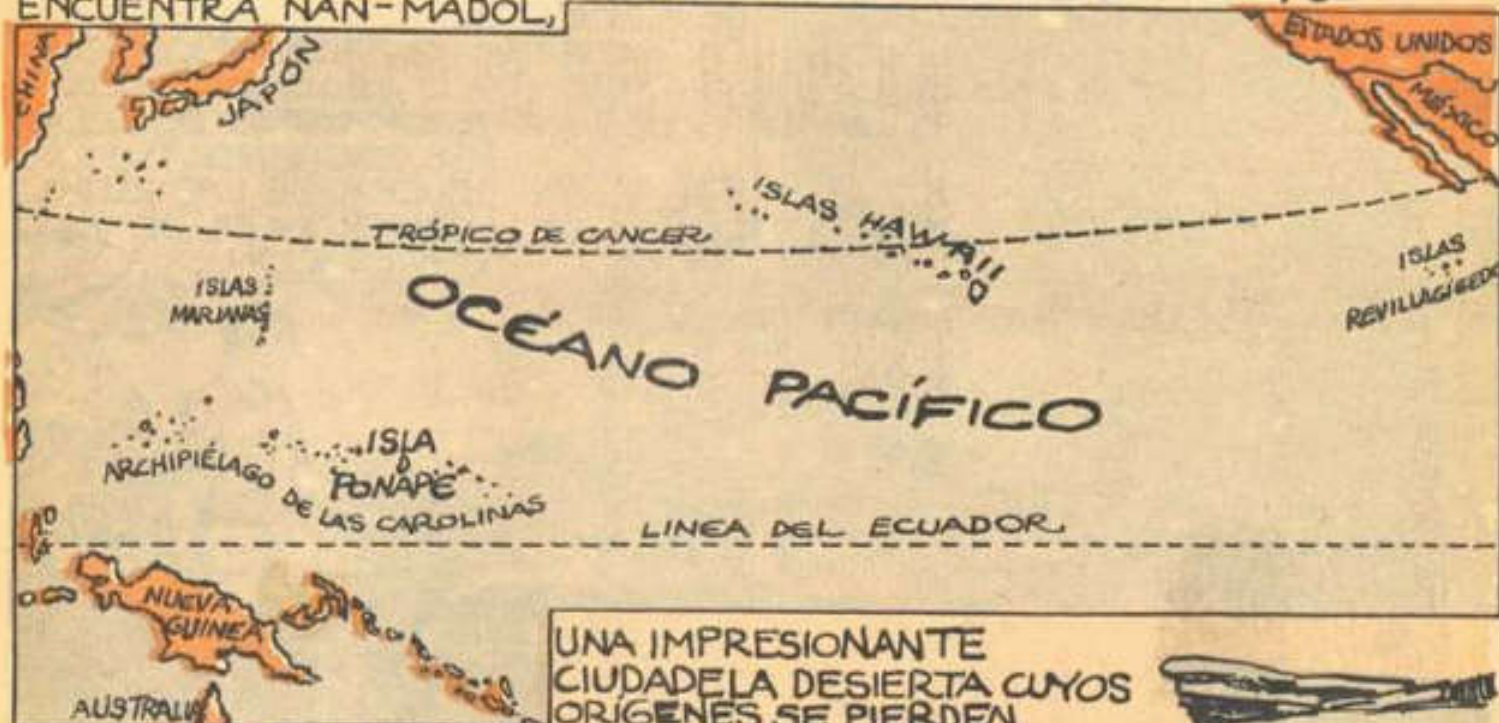 ENCUENTRA NAN-MADOL,
CHINA
JAPÓN
ESTADOS UNIDOS
MÉXICO
ISLAS HAWAII
TRÓPICO DE CANCER
ISLAS
MARIANAS
ISLAS
REVILLAGIGEDO
OCÉANO PACÍFICO
ISLA
PONAPE
ARCHIPIÉLAGO DE LAS CAROLINAS
LINEA DEL ECUADOR
NUEVA
GUINEA
AUSTRALIA
UNA IMPRESIONANTE
CIUDADELA DESIERTA CUYOS
ORÍGENES SE PIERDEN